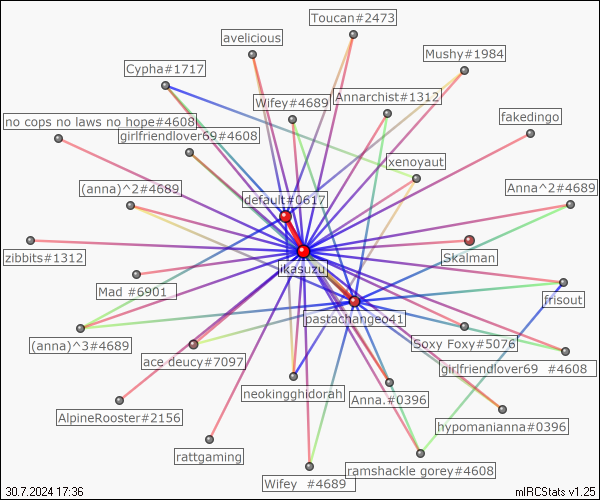 Toucan#2473
avelicious
Mushy#1984
Cypha#1717
Wifey#4689
Annarchist#1312
no cops no laws no hope#4608
girlfriendlover69#4608
fakedingo
xenoyaut
(anna)^2#4689
Anna^2#4689
default#0617
zibbits#1312
ikasuzu
Skalman
Mad #6901
frisout
pastachangeo41
(anna)^3#4689
Soxy Foxy#5076
ace deucy#7097
girlfriendlover69 #4608
neokingghidorah
Anna.#0396
AlpineRooster#2156
hypomanianna#0396
rattgaming
Wifey #4689
ramshackle gorey#4608
30.7.2024 17:36
mIRCStats v1.25